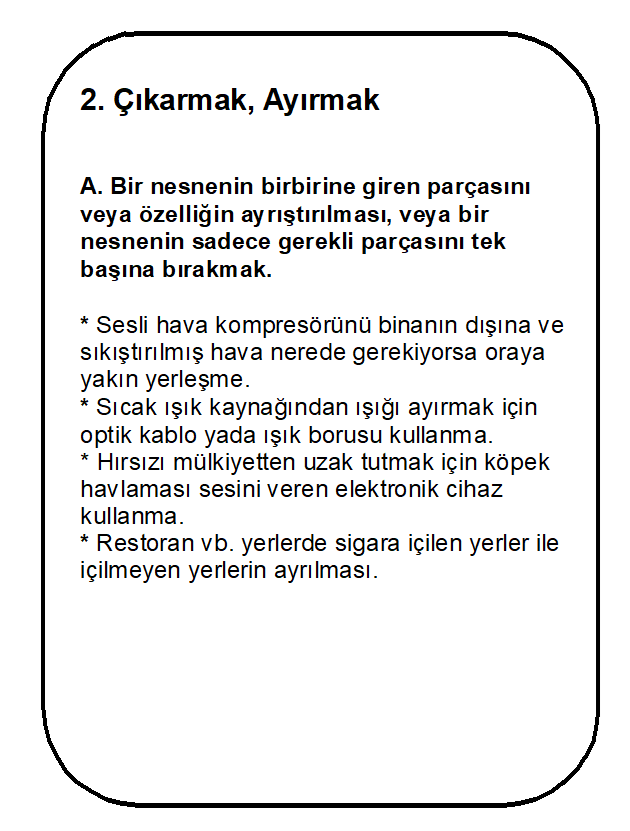 2. Çıkarmak, Ayırmak
A. Bir nesnenin birbirine giren parçasını
veya özelliğin ayrıştırılması, veya bir
nesnenin sadece gerekli parçasını tek
başına bırakmak.
* Sesli hava kompresörünü binanın dışına ve
sıkıştırılmış hava nerede gerekiyorsa oraya
yakın yerleşme.
* Sıcak ışık kaynağından ışığı ayırmak için
optik kablo yada ışık borusu kullanma.
* Hırsızı mülkiyetten uzak tutmak için köpek
havlaması sesini veren elektronik cihaz
kullanma.
* Restoran vb. yerlerde sigara içilen yerler ile
içilmeyen yerlerin ayrılması.